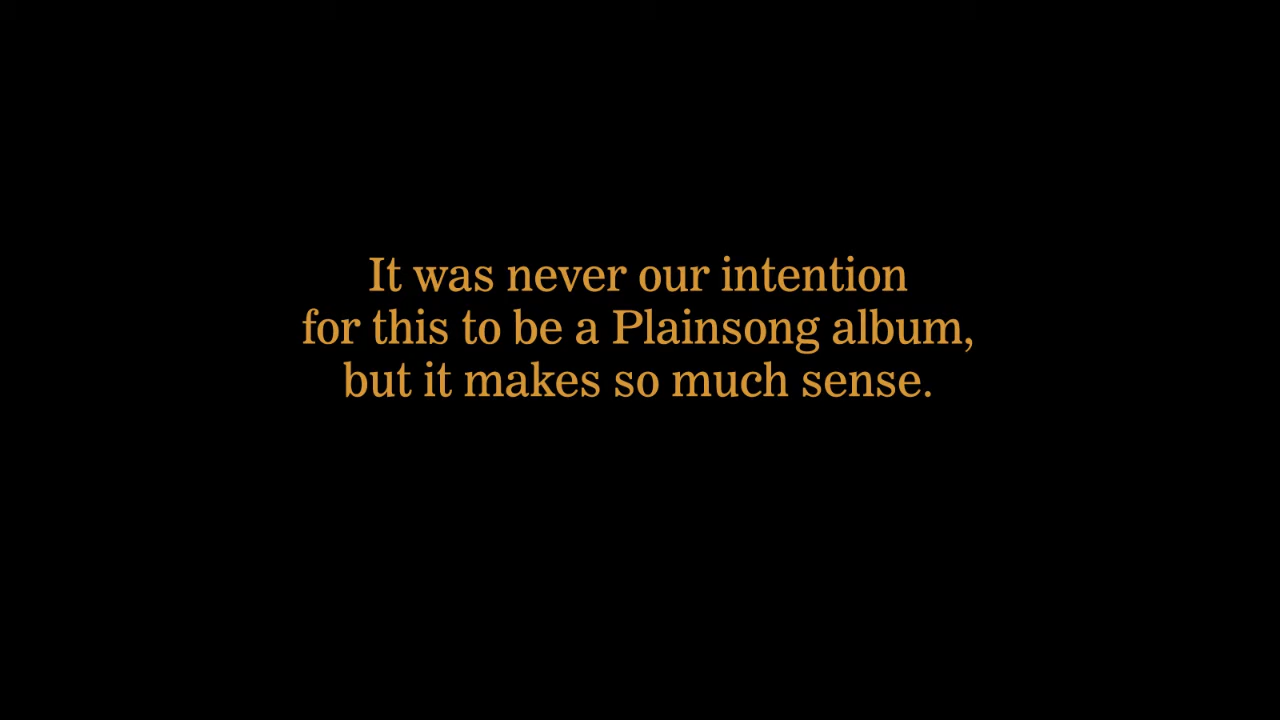 It was never our intention
for this to be a Plainsong album,
but it makes so much sense.